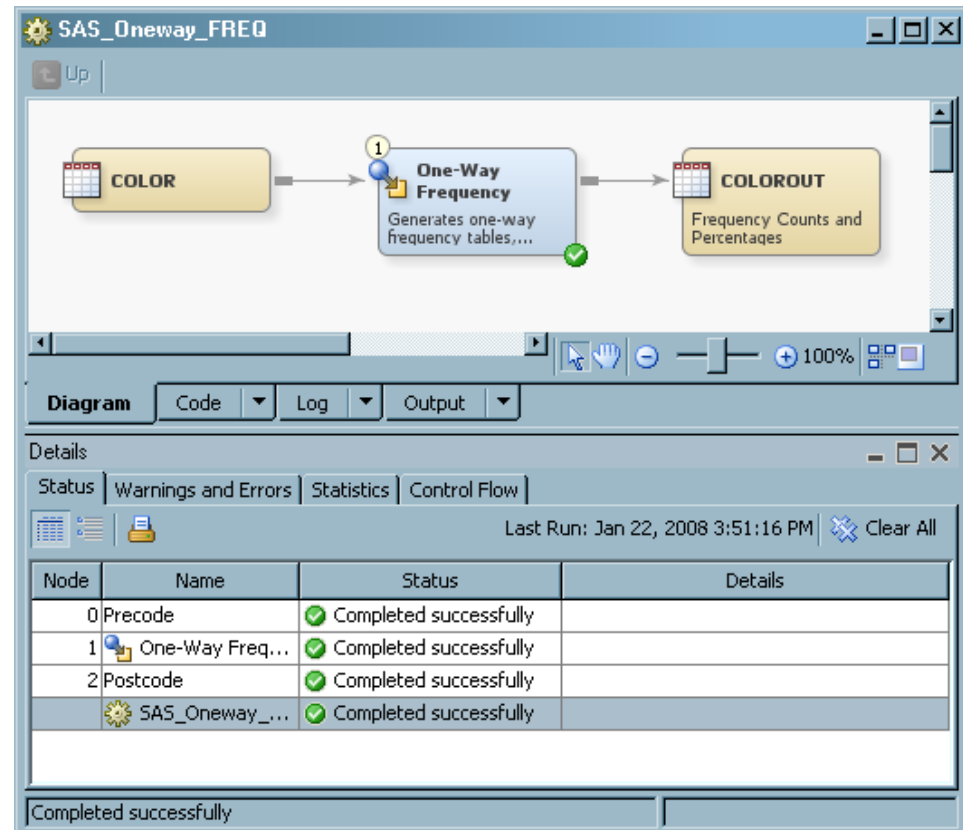 SAS_Oneway_FREQ
Up
COLOR
1
One-Way
Frequency
Generates one-way
frequency tables,...
COLOROUT
Frequency Counts and
Percentages
100%
Diagram
Code
Log
Output
Details
Status
Warnings and Errors
Statistics
Control Flow
Last Run: Jan 22, 2008 3:51:16 PM
Clear All
Node Name Status Details
0 Precode Completed successfully
1 One-Way Freq... Completed successfully
2 Postcode Completed successfully
SAS_Oneway_... Completed successfully
Completed successfully